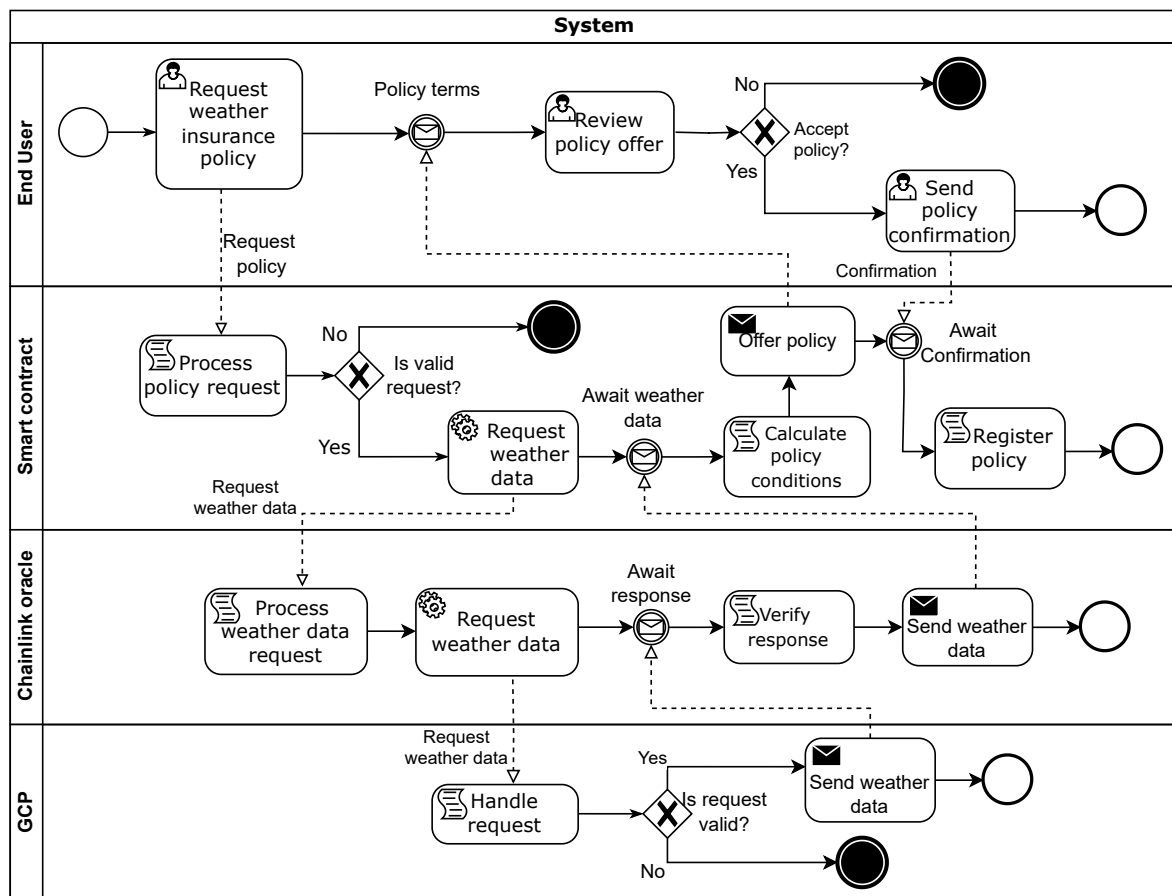 System
End User
Request
weather
insurance
policy
Policy terms
Review
policy offer
No
Accept
policy?
Yes
Send
policy
confirmation
Request
policy
Confirmation
Smart contract
Process
policy request
No
Is valid
request?
Yes
Request
weather
data
Await weather
data
Offer policy
Calculate
policy
conditions
Await
Confirmation
Register
policy
Request
weather data
Chainlink oracle
Process
weather data
request
Request
weather data
Await
response
Verify
response
Send weather
data
Request
weather data
GCP
Handle
request
Yes
Is request
valid?
No
Send weather
data